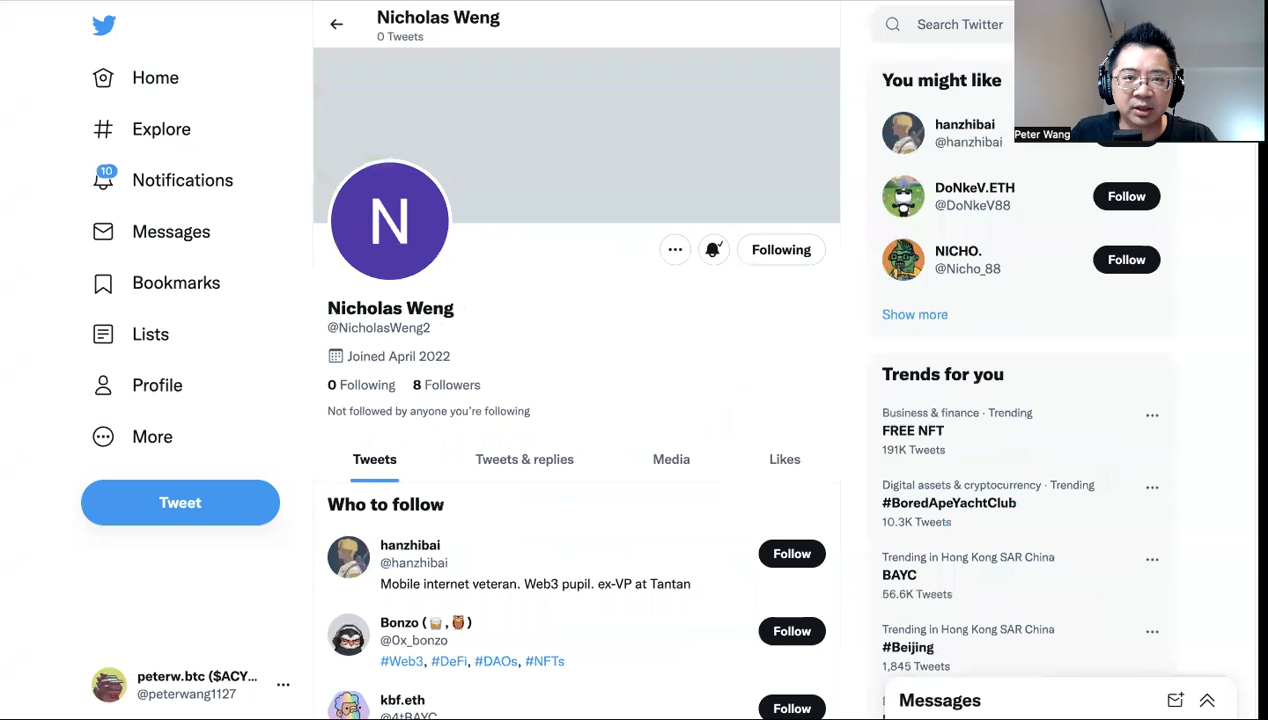 Home
Explore
10
Notifications
Messages
Bookmarks
Lists
Profile
More
Tweet
peterw.btc ($ACY...
@peterwang1127
Nicholas Weng
0 Tweets
N
Following
Nicholas Weng
@NicholasWeng2
Joined April 2022
0 Following 8 Followers
Not followed by anyone you're following
Tweets Tweets & replies Media Likes
Who to follow
hanzhibai
@hanzhibai
Follow
Mobile internet veteran. Web3 pupil. ex-VP at Tantan
Bonzo (🍺,🦉)
@0x_bonzo
Follow
#Web3, #DeFi, #DAOs, #NFTs
kbf.eth
@4tBAYC
Follow
Search Twitter
Peter Wang
You might like
hanzhibai
@hanzhibai
DoNkeV.ETH
@DoNKeV88
Follow
NICHO.
@Nicho_88
Follow
Show more
Trends for you
Business & finance · Trending
FREE NFT
191K Tweets
Digital assets & cryptocurrency · Trending
#BoredApeYachtClub
10.3K Tweets
Trending in Hong Kong SAR China
BAYC
56.6K Tweets
Trending in Hong Kong SAR China
#Beijing
1,845 Tweets
Messages